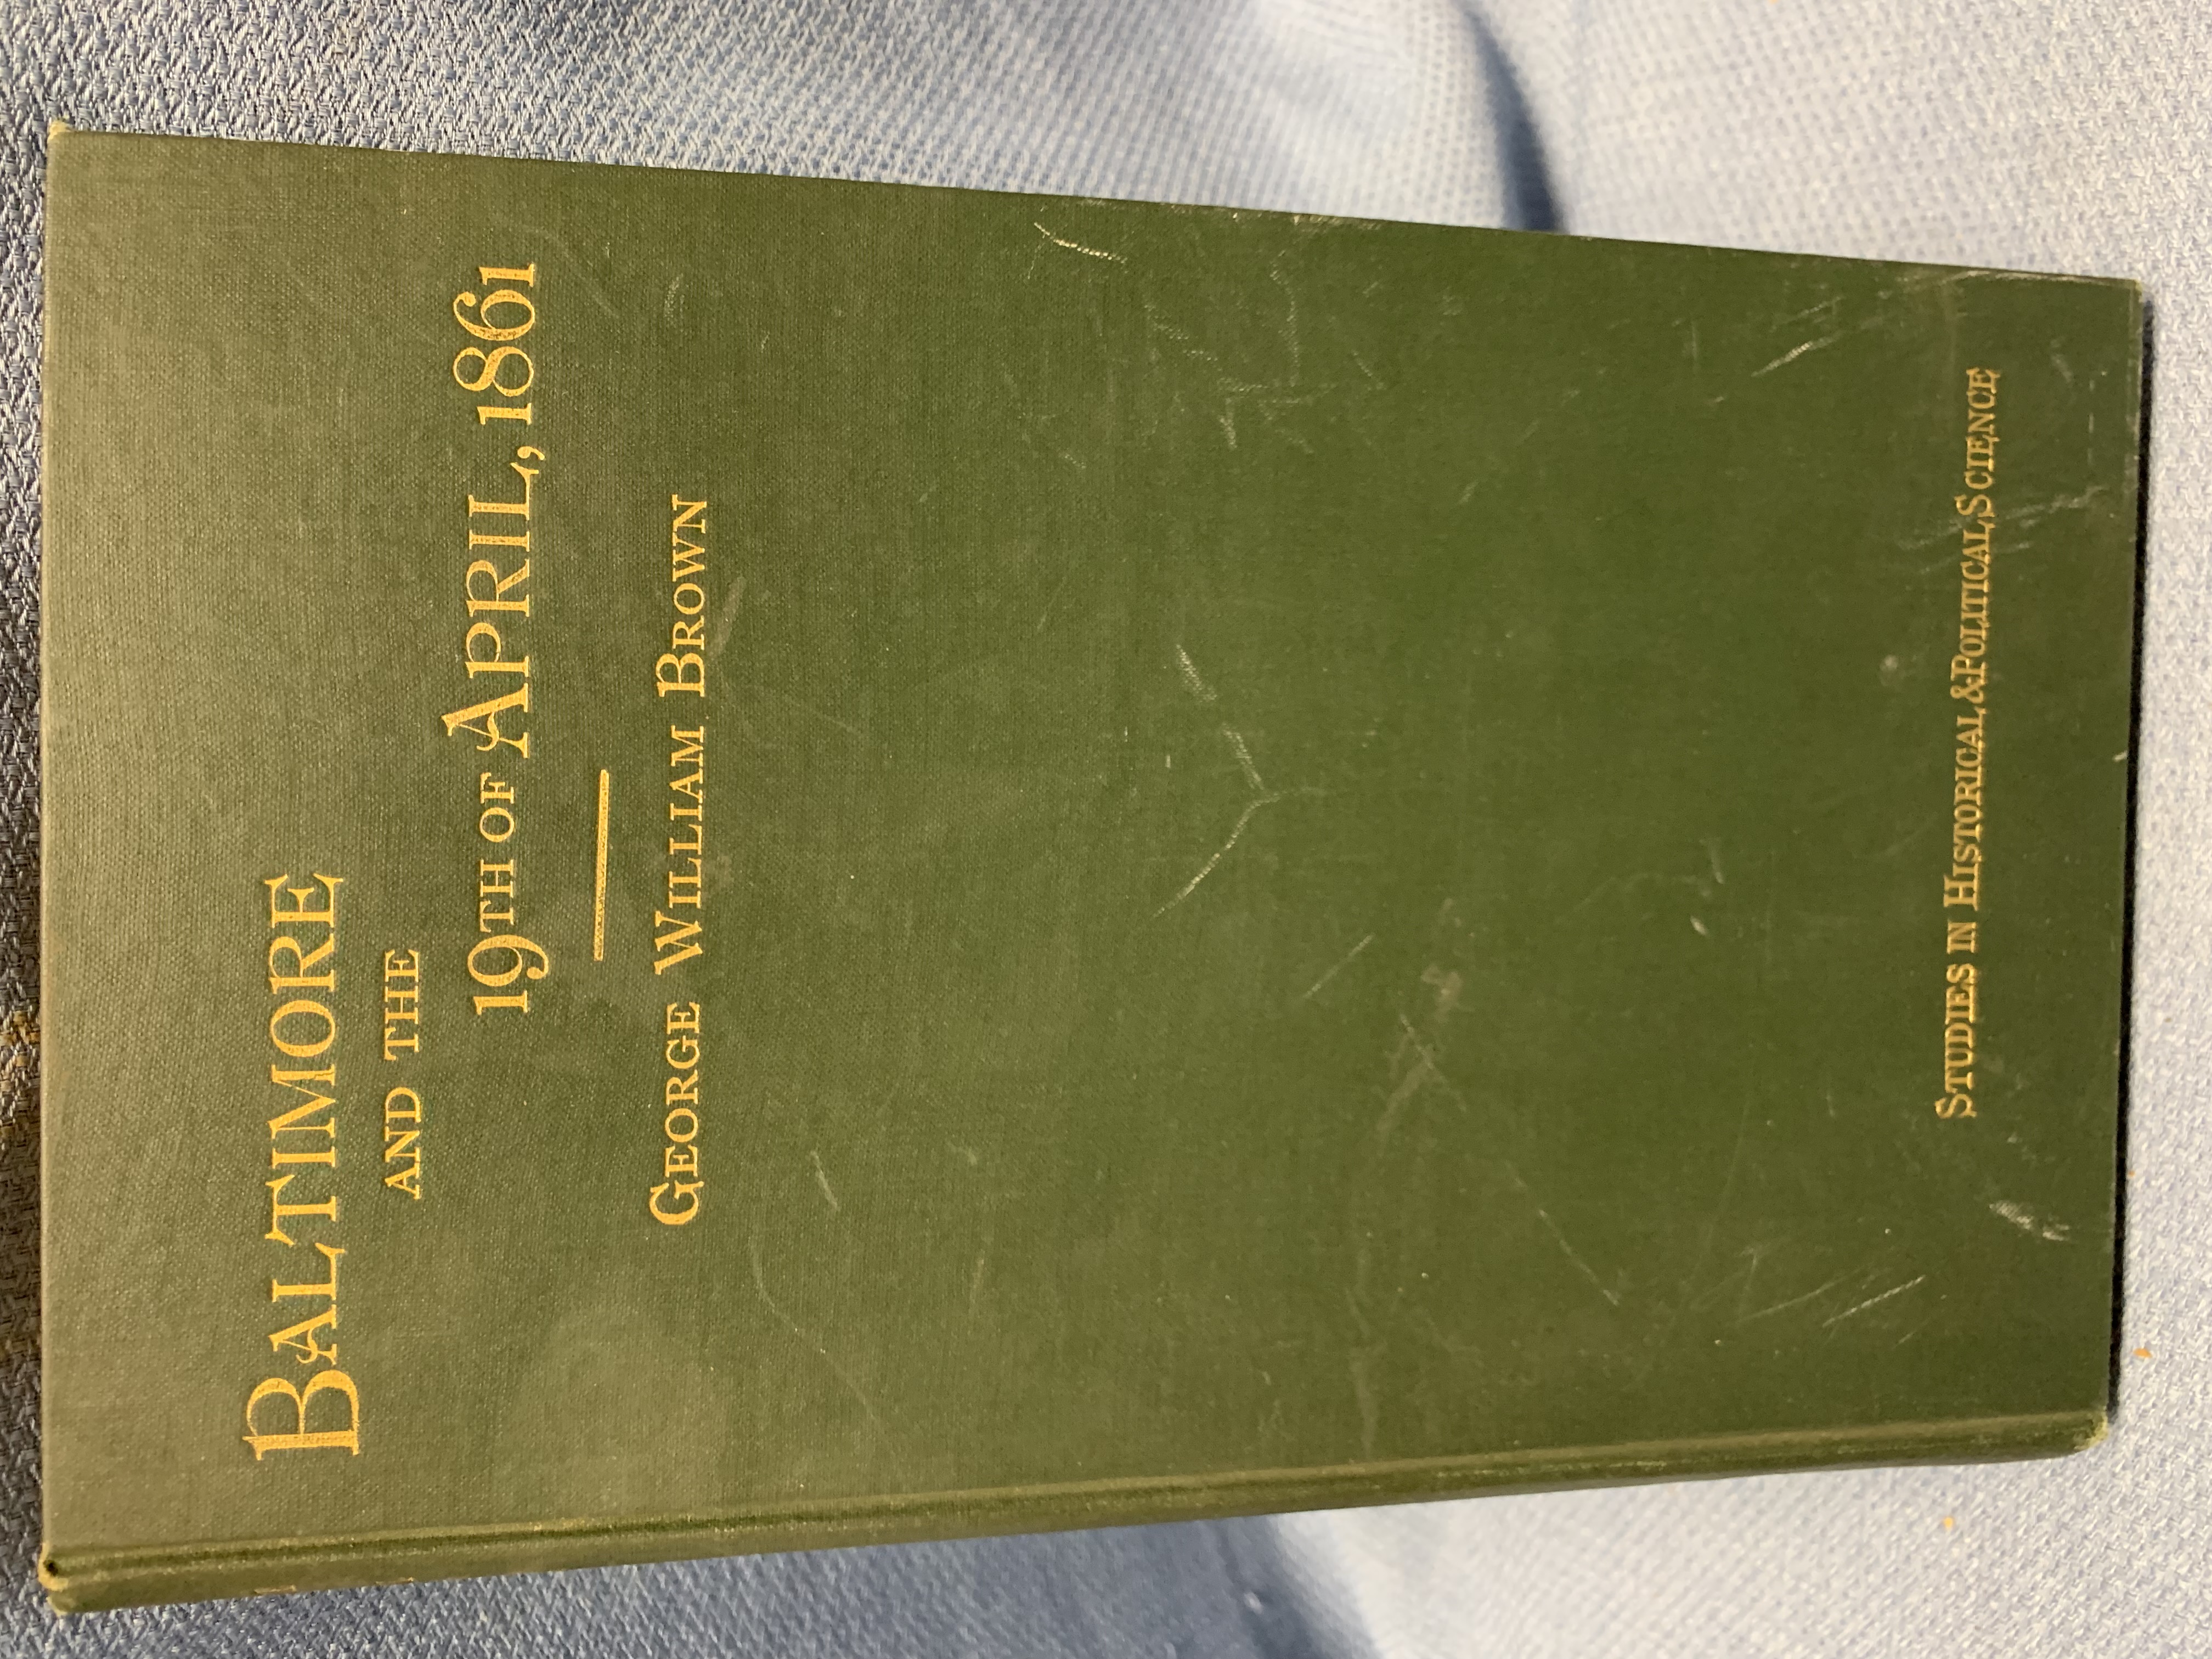 BALTIMORE
AND THE
19TH OF APRIL, 1861
GEORGE WILLIAM BROWN
STUDIES IN HISTORICAL & POLITICAL SCIENCE